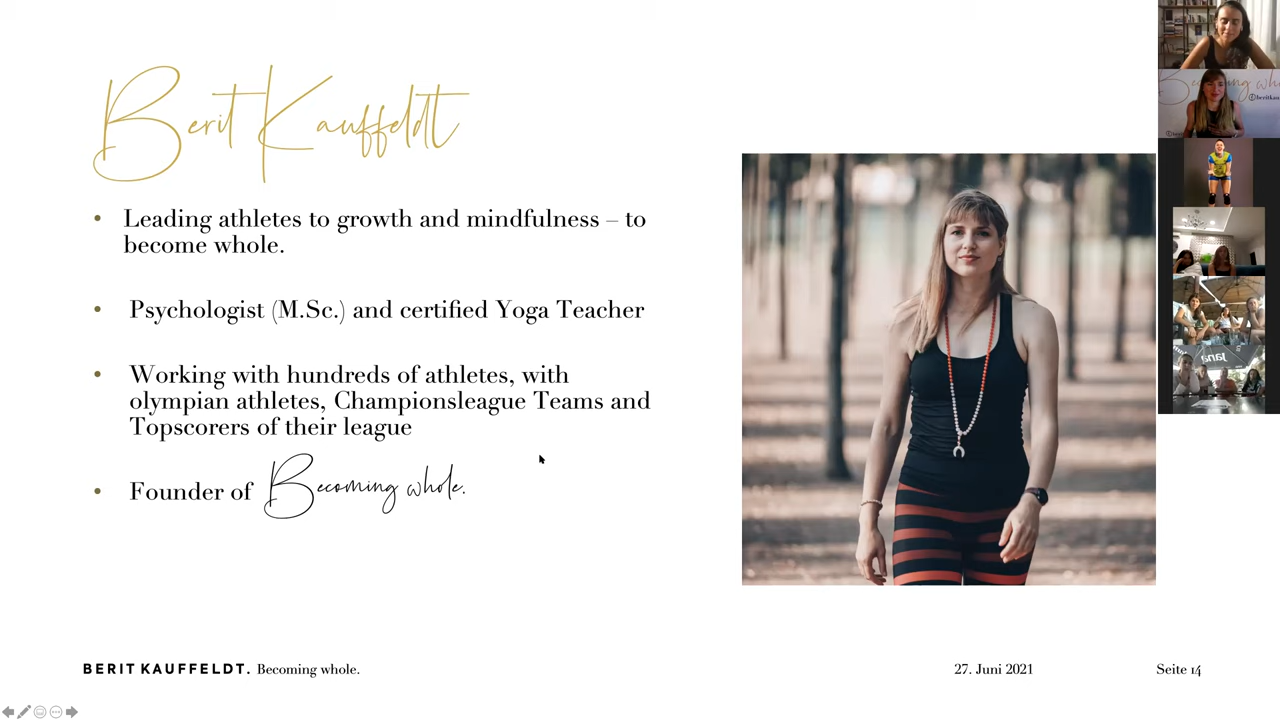 Berit Kauffeldt
• Leading athletes to growth and mindfulness – to
become whole.
• Psychologist (M.Sc.) and certified Yoga Teacher
• Working with hundreds of athletes, with
olympian athletes, Championsleague Teams and
Topscorers of their league
• Founder of Becoming whole.
BERIT KAUFFELDT. Becoming whole.
27. Juni 2021
Seite 14